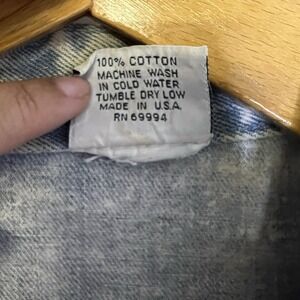 100% COTTON
MACHINE WASH
IN COLD WATER
TUMBLE DRY LOW
MADE IN U.S.A.
RN 69994